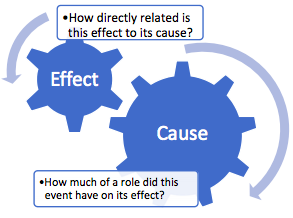 •How directly related is
this effect to its cause?
Effect
Cause
•How much of a role did this
event have on its effect?